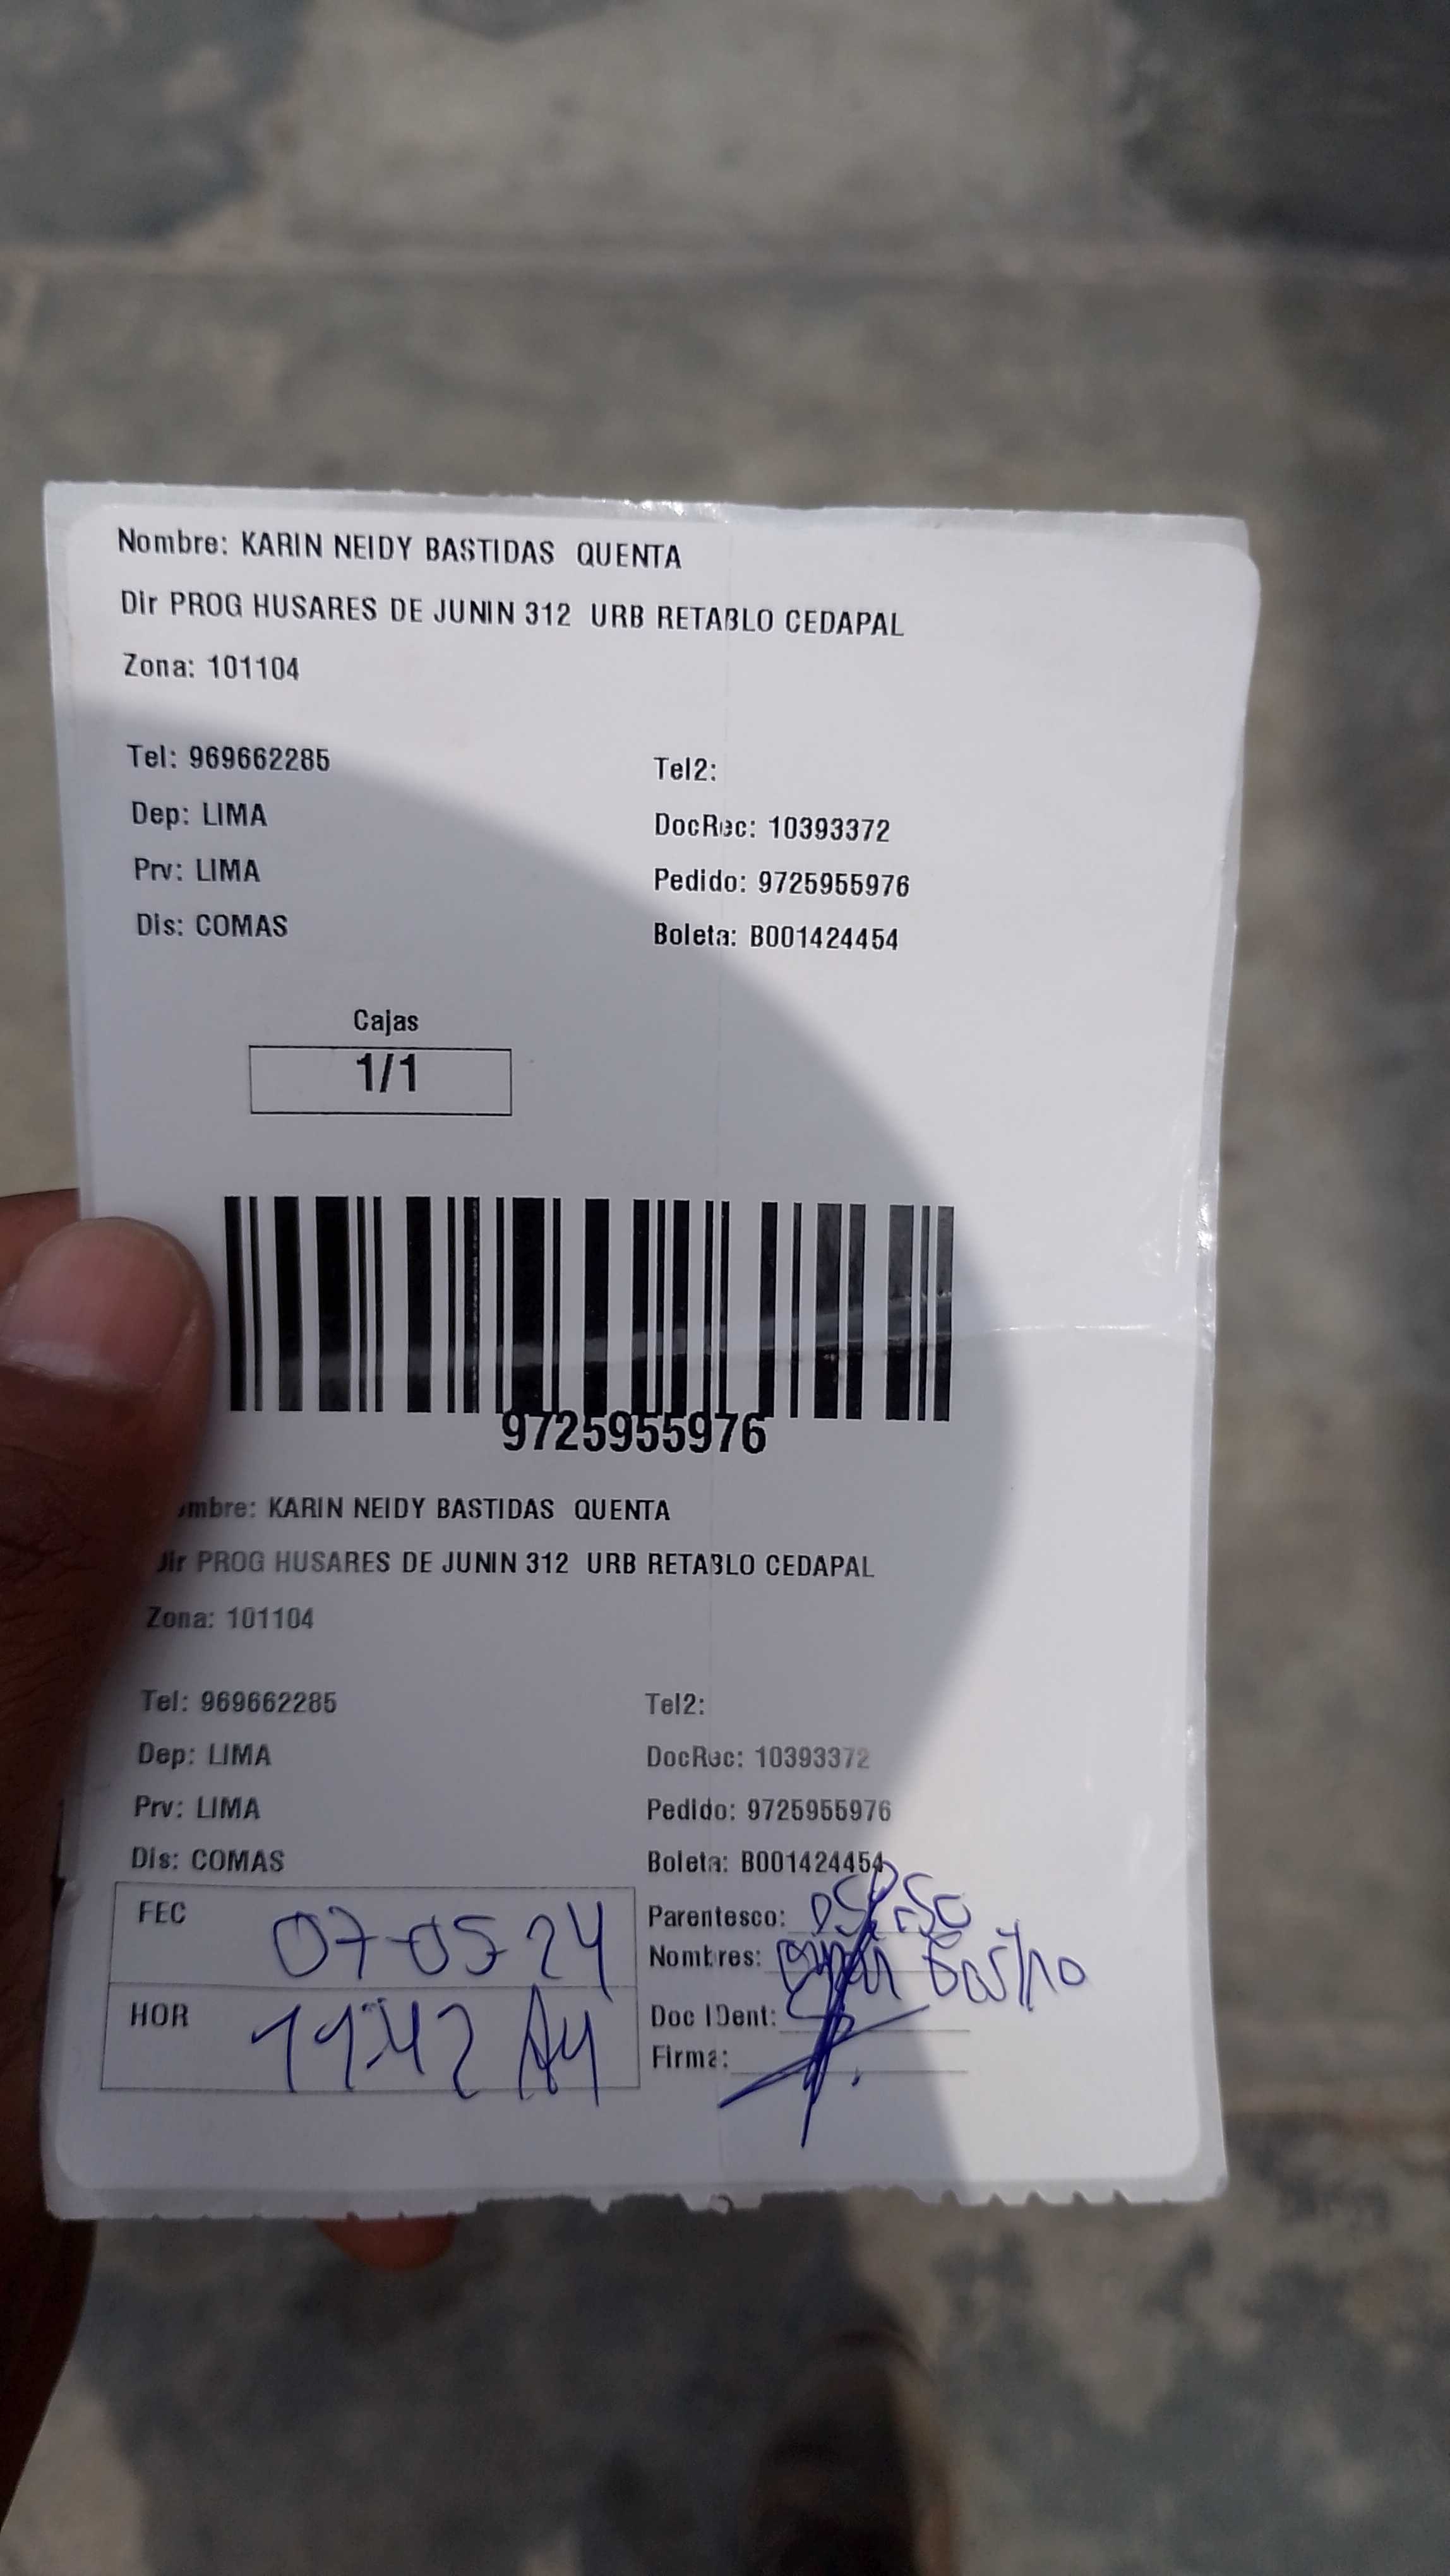 Nombre: KARIN NEIDY BASTIDAS QUENTA
Dir PROG HUSARES DE JUNIN 312 URB RETABLO CEDAPAL
Zona: 101104
Tel: 969662285 Tel2:
Dep: LIMA DocRec: 10393372
Prv: LIMA Pedido: 9725955976
Dis: COMAS Boleta: B001424454
Cajas
1/1
9725955976
mbre: KARIN NEIDY BASTIDAS QUENTA
Dir PROG HUSARES DE JUNIN 312 URB RETABLO CEDAPAL
Zona: 101104
Tel: 969662285 Tel2:
Dep: LIMA DocRec: 10393372
Prv: LIMA Pedido: 9725955976
Dis: COMAS Boleta: B001424454
FEC 07-05-24 Parentesco:
Nombres:
HOR 11:42 AM Doc IDent:
Firma: